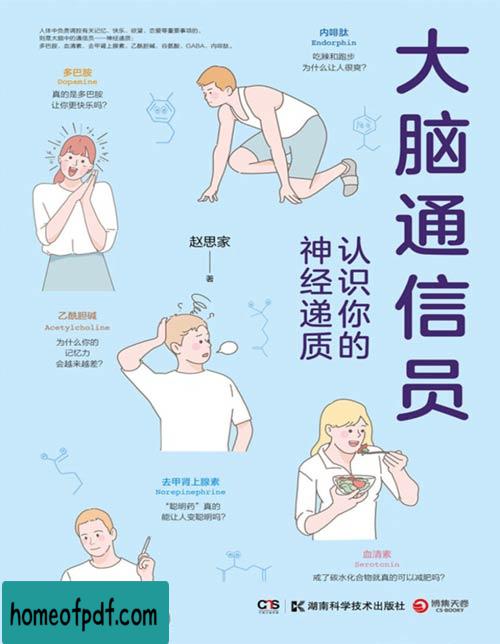 人体中负责调控有关记忆、快乐、欲望、恋爱等重要事项的,
则是大脑中的通信员——神经递质:
多巴胺、血清素、去甲肾上腺素、乙酰胆碱、谷氨酸、GABA、内啡肽。
多巴胺
Dopamine
真的是多巴胺
让你更快乐吗?
内啡肽
Endorphin
吃辣和跑步
为什么让人很爽?
大脑通信员
认识你的
神经递质
赵思家
著
乙酰胆碱
Acetylcholine
为什么你的
记忆力
会越来越差?
去甲肾上腺素
Norepinephrine
“聪明药”真的
能让人变聪明吗?
血清素
Serotonin
戒了碳水化合物就真的可以减肥吗?
homeofpdf.com
湖南科学技术出版社
博集天卷
CS-BOOKY